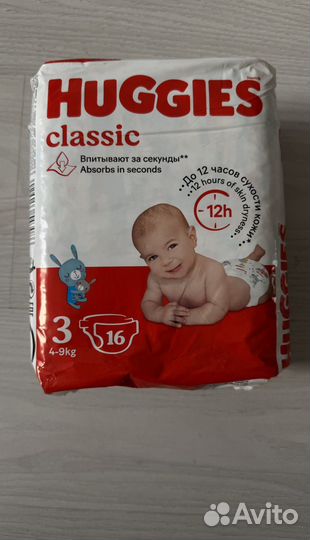 HUGGIES
classic
Впитывают за секунды**
Absorbs in seconds
••До 12 часов сухости кожи•*
••12 hours of skin dryness••*
12h
3
4-9kg
16
HUGGIES
Avito